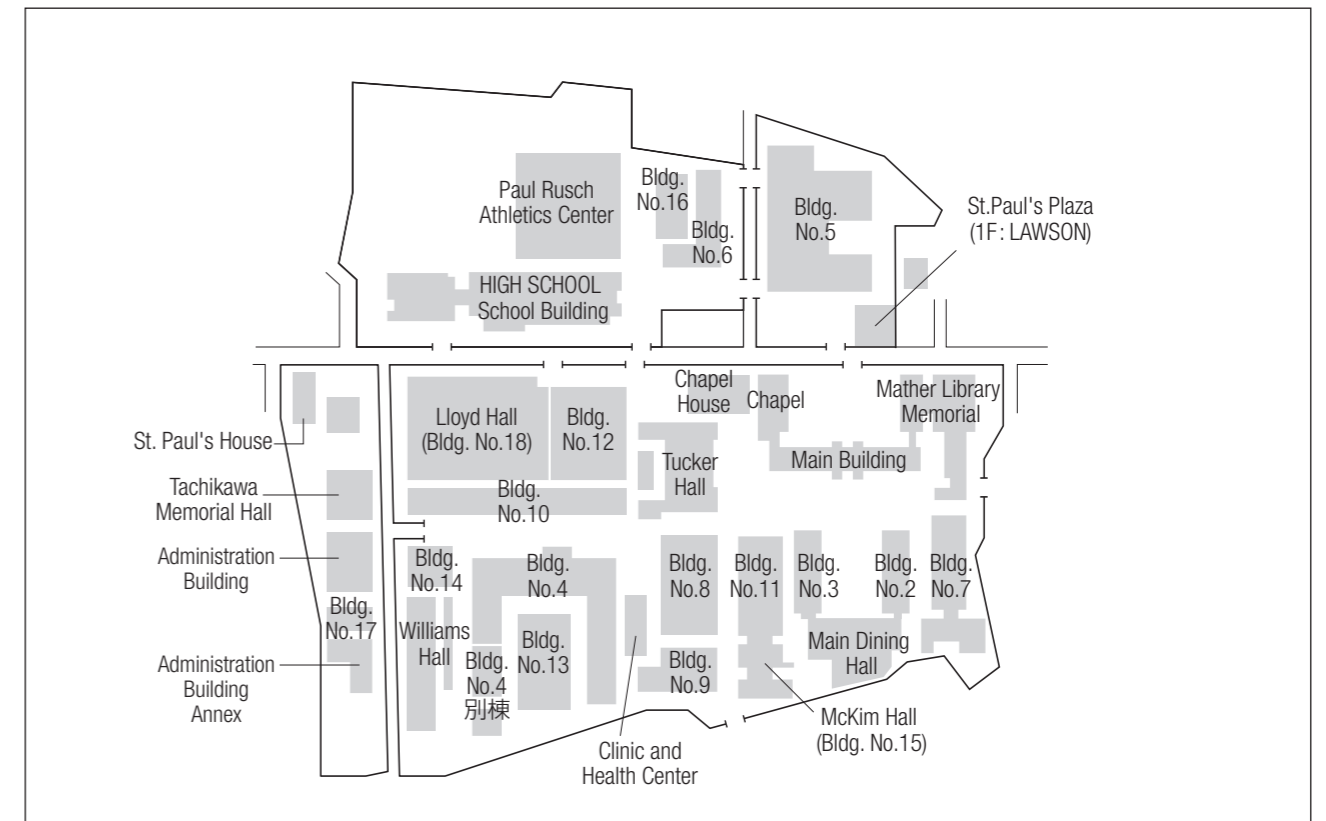 Paul Rusch
Athletics Center
Bldg.
No.16
Bldg.
No.6
Bldg.
No.5
St.Paul's Plaza
(1F: LAWSON)
HIGH SCHOOL
School Building
Chapel
House
Chapel
Mather Library
Memorial
Lloyd Hall
(Bldg. No.18)
Bldg.
No.12
St. Paul's House
Tucker
Hall
Main Building
Tachikawa
Memorial Hall
Bldg.
No.10
Administration
Building
Bldg.
No.14
Bldg.
No.4
Bldg.
No.8
Bldg.
No.11
Bldg.
No.3
Bldg.
No.2
Bldg.
No.7
Bldg.
No.17
Williams
Hall
Bldg.
No.4
別棟
Bldg.
No.13
Bldg.
No.9
Main Dining
Hall
Administration
Building
Annex
McKim Hall
(Bldg. No.15)
Clinic and
Health Center